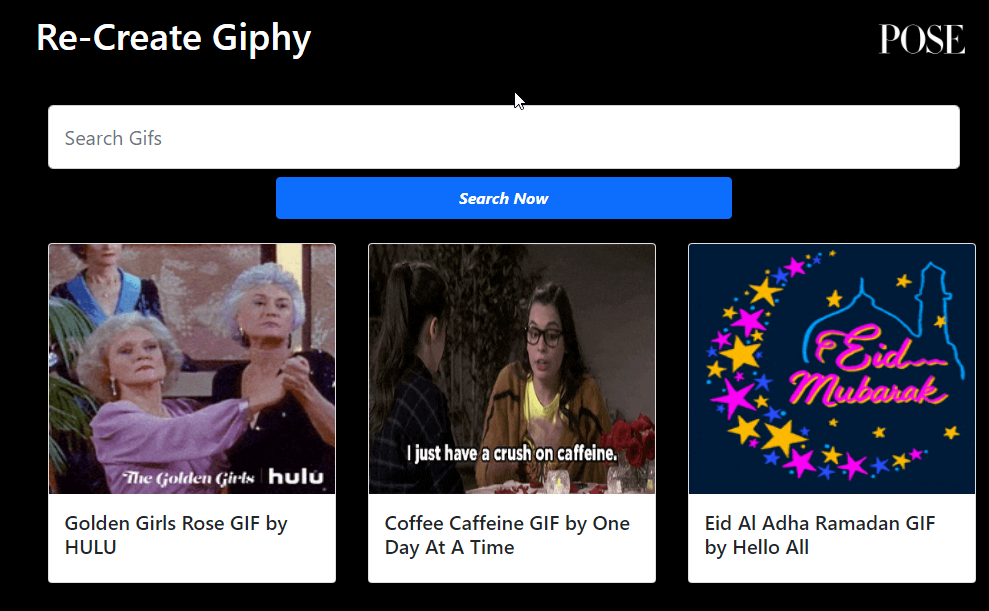 Re-Create Giphy
POSE
Search Gifs
Search Now
The Golden Girls | hulu
I just have a crush on caffeine.
Eid
Mubarak
Golden Girls Rose GIF by
HULU
Coffee Caffeine GIF by One
Day At A Time
Eid Al Adha Ramadan GIF
by Hello All